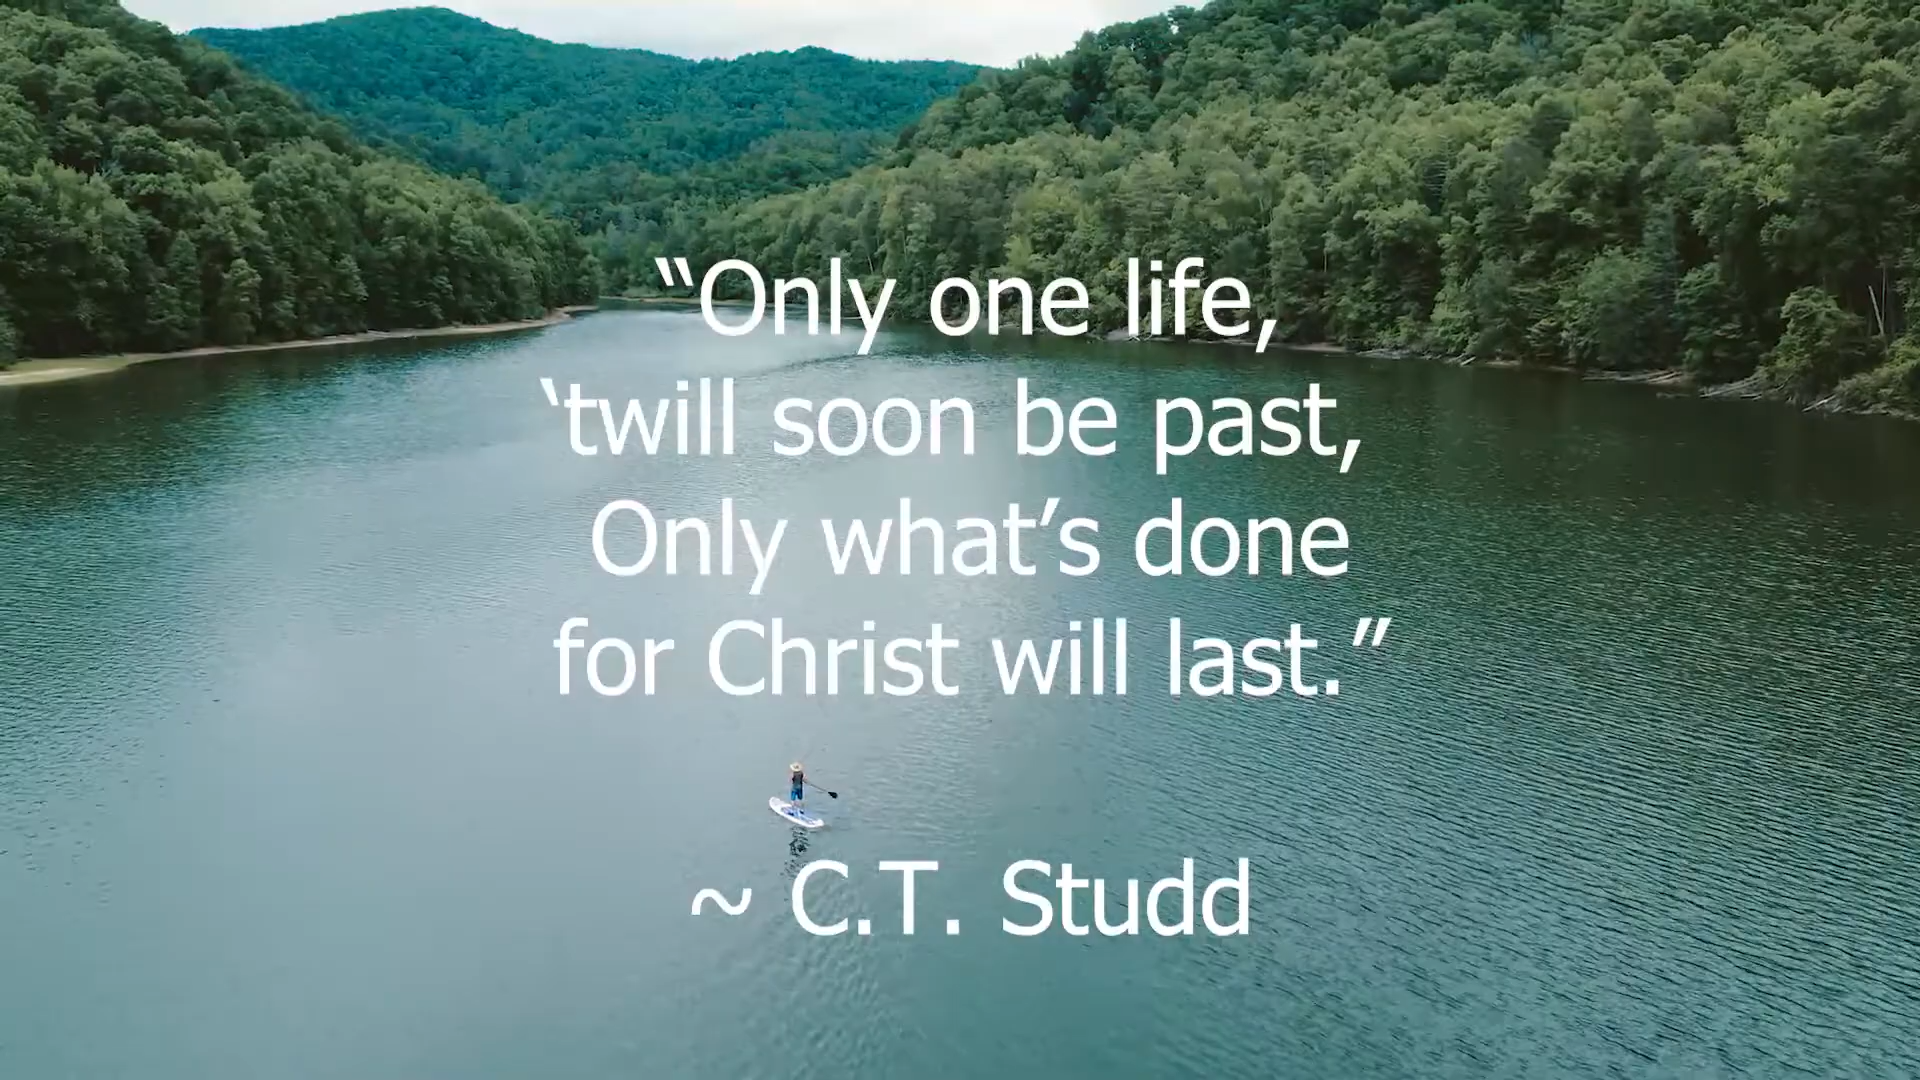 “Only one life,
‘twill soon be past,
Only what’s done
for Christ will last.”
~ C.T. Studd